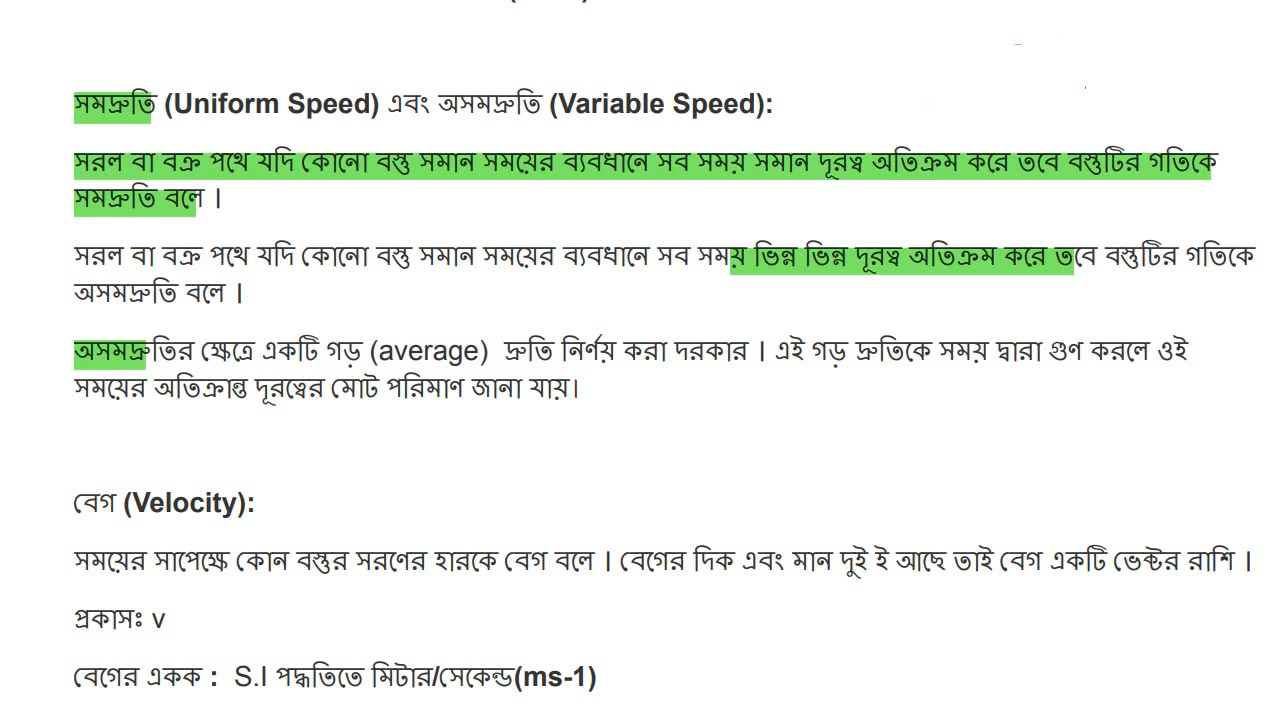 সমদ্রুতি (Uniform Speed) এবং অসমদ্রুতি (Variable Speed):
সরল বা বক্র পথে যদি কোনো বস্তু সমান সময়ের ব্যবধানে সব সময় সমান দূরত্ব অতিক্রম করে তবে বস্তুটির গতিকে
সমদ্রুতি বলে ।
সরল বা বক্র পথে যদি কোনো বস্তু সমান সময়ের ব্যবধানে সব সময় ভিন্ন ভিন্ন দূরত্ব অতিক্রম করে তবে বস্তুটির গতিকে
অসমদ্রুতি বলে ।
অসমদ্রুতির ক্ষেত্রে একটি গড় (average) দ্রুতি নির্ণয় করা দরকার । এই গড় দ্রুতিকে সময় দ্বারা গুণ করলে ওই
সময়ের অতিক্রান্ত দূরত্বের মোট পরিমাণ জানা যায়।
বেগ (Velocity):
সময়ের সাপেক্ষে কোন বস্তুর সরণের হারকে বেগ বলে । বেগের দিক এবং মান দুই ই আছে তাই বেগ একটি ভেক্টর রাশি ।
প্রকাসঃ v
বেগের একক : S.I পদ্ধতিতে মিটার/সেকেন্ড(ms-1)